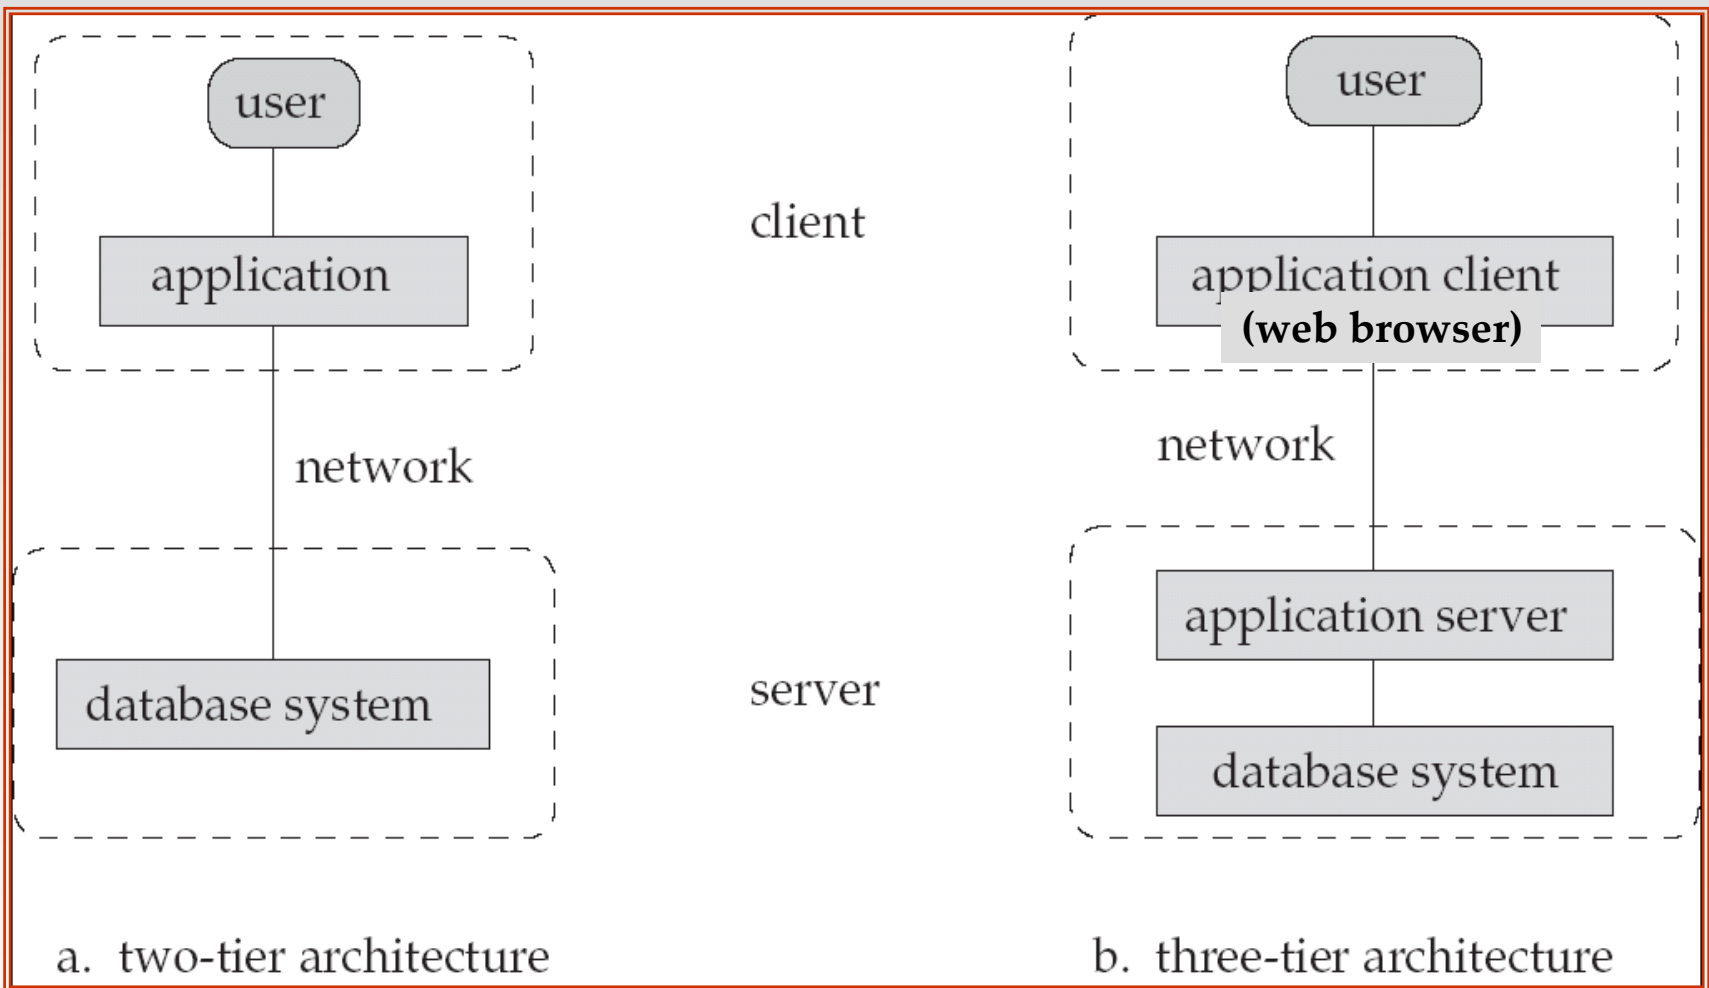 user
application
network
database system
a. two-tier architecture
client
server
user
application client
(web browser)
network
application server
database system
b. three-tier architecture